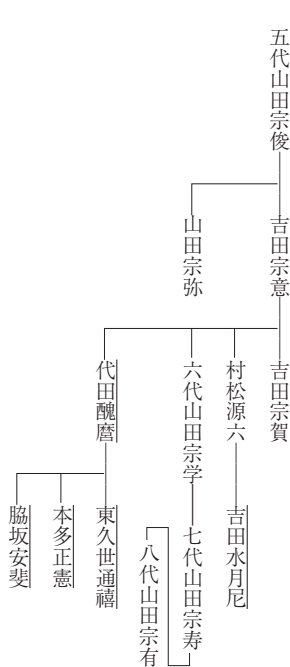 五代山田宗俊
吉田宗意
山田宗弥
吉田宗賀
村松源六
六代山田宗学
代田醜麿
吉田水月尼
七代山田宗寿
八代山田宗有
東久世通禧
本多正憲
脇坂安斐